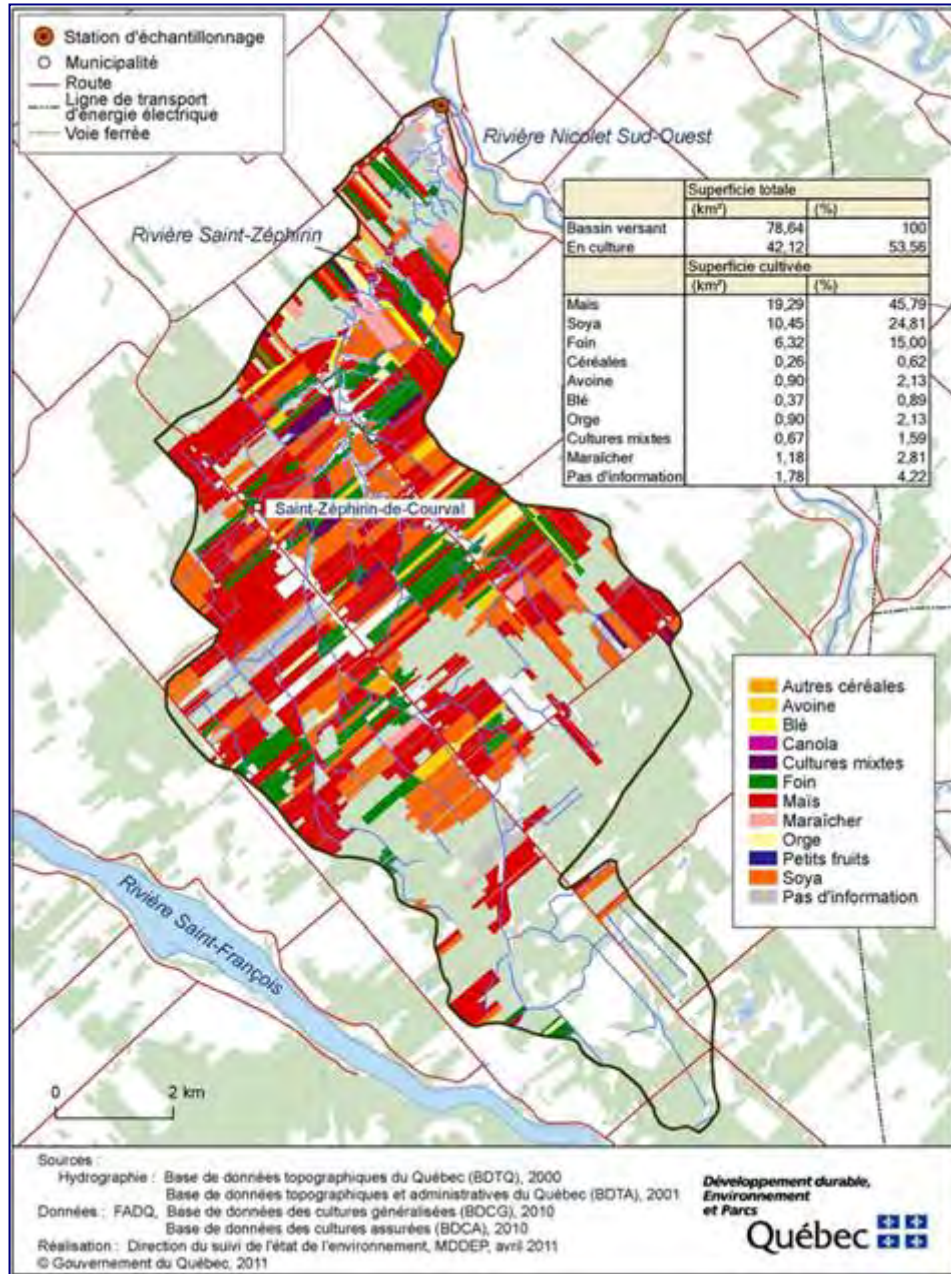 Station d'échantillonnage
Municipalité
Route
Ligne de transport
d'énergie électrique
Voie ferrée
Rivière Nicolet Sud-Ouest
Rivière Saint-Zéphirin
Superficie totale
(km²) (%)
Bassin versant 78,64 100
En culture 42,12 53,56
Superficie cultivée
(km²) (%)
Maïs 19,29 45,79
Soya 10,45 24,81
Foin 6,32 15,00
Céréales 0,26 0,62
Avoine 0,90 2,13
Blé 0,37 0,89
Orge 0,90 2,13
Cultures mixtes 0,67 1,59
Maraîcher 1,18 2,81
Pas d'information 1,78 4,22
Saint-Zéphirin-de-Courval
Autres céréales
Avoine
Blé
Canola
Cultures mixtes
Foin
Maïs
Maraîcher
Orge
Petits fruits
Soya
Pas d'information
Rivière Saint-François
0 2 km
Sources :
Hydrographie : Base de données topographiques du Québec (BDTQ), 2000
Base de données topographiques et administratives du Québec (BDTA), 2001
Données : FADQ, Base de données des cultures généralisées (BDCG), 2010
Base de données des cultures assurées (BDCA), 2010
Réalisation : Direction du suivi de l'état de l'environnement, MDDEP, avril 2011
© Gouvernement du Québec, 2011
Développement durable,
Environnement
et Parcs
Québec